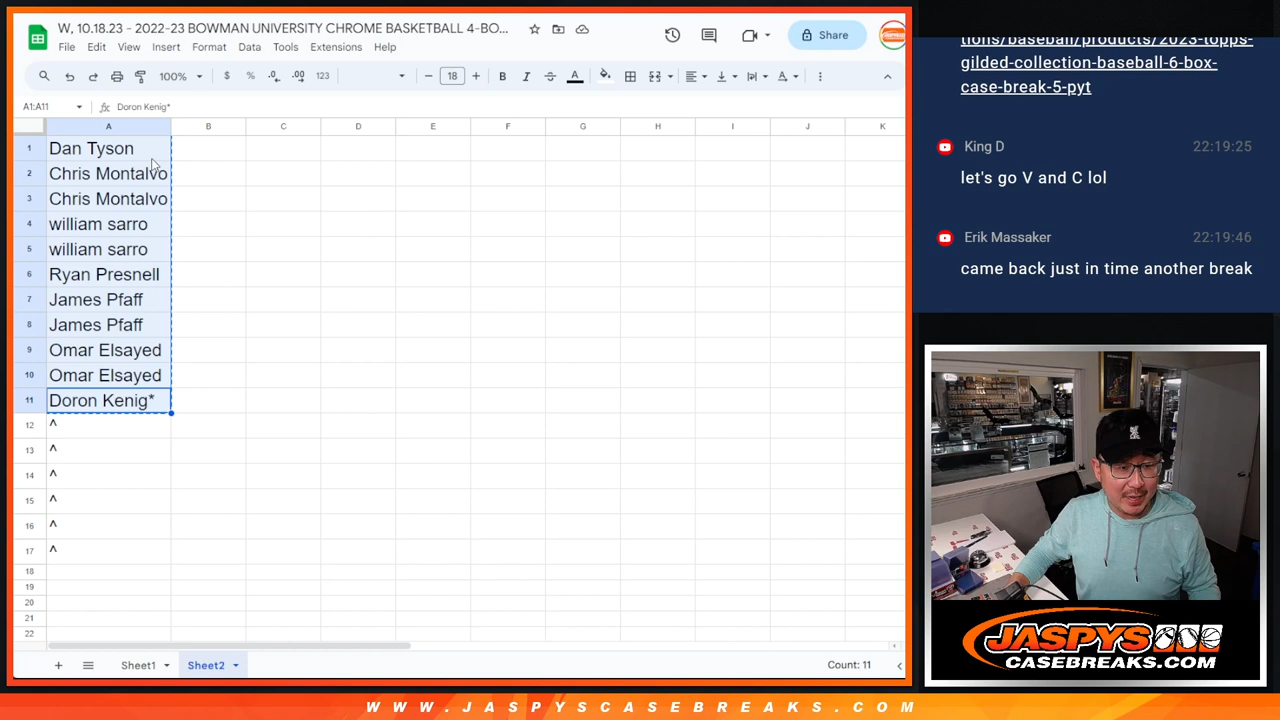 W, 10.18.23 - 2022-23 BOWMAN UNIVERSITY CHROME BASKETBALL 4-BO...
Share
File Edit View Insert Format Data Tools Extensions Help
100% $ % .0 .00 123 18 B I A
A1:A11 fx Doron Kenig*
A B C D E F G H I J K
1 Dan Tyson
2 Chris Montalvo
3 Chris Montalvo
4 william sarro
5 william sarro
6 Ryan Presnell
7 James Pfaff
8 James Pfaff
9 Omar Elsayed
10 Omar Elsayed
11 Doron Kenig*
12 ^
13 ^
14 ^
15 ^
16 ^
17 ^
18
19
20
21
22
Sheet1 Sheet2 Count: 11
tions/baseball/products/2023-topps-
gilded-collection-baseball-6-box-
case-break-5-pyt
King D 22:19:25
let's go V and C lol
Erik Massaker 22:19:46
came back just in time another break
JASPYS
CASEBREAKS.COM
WWW.JASPYSCASEBREAKS.COM